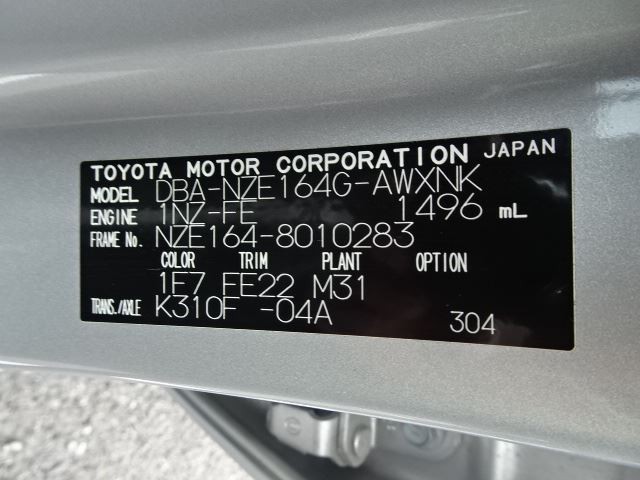 TOYOTA MOTOR CORPORATION JAPAN
MODEL DBA-NZE164G-AWXNK
ENGINE 1NZ-FE 1496 mL
FRAME No. NZE164-8010283
COLOR TRIM PLANT OPTION
1F7 FE22 M31
TRANS./AXLE K310F -04A 304